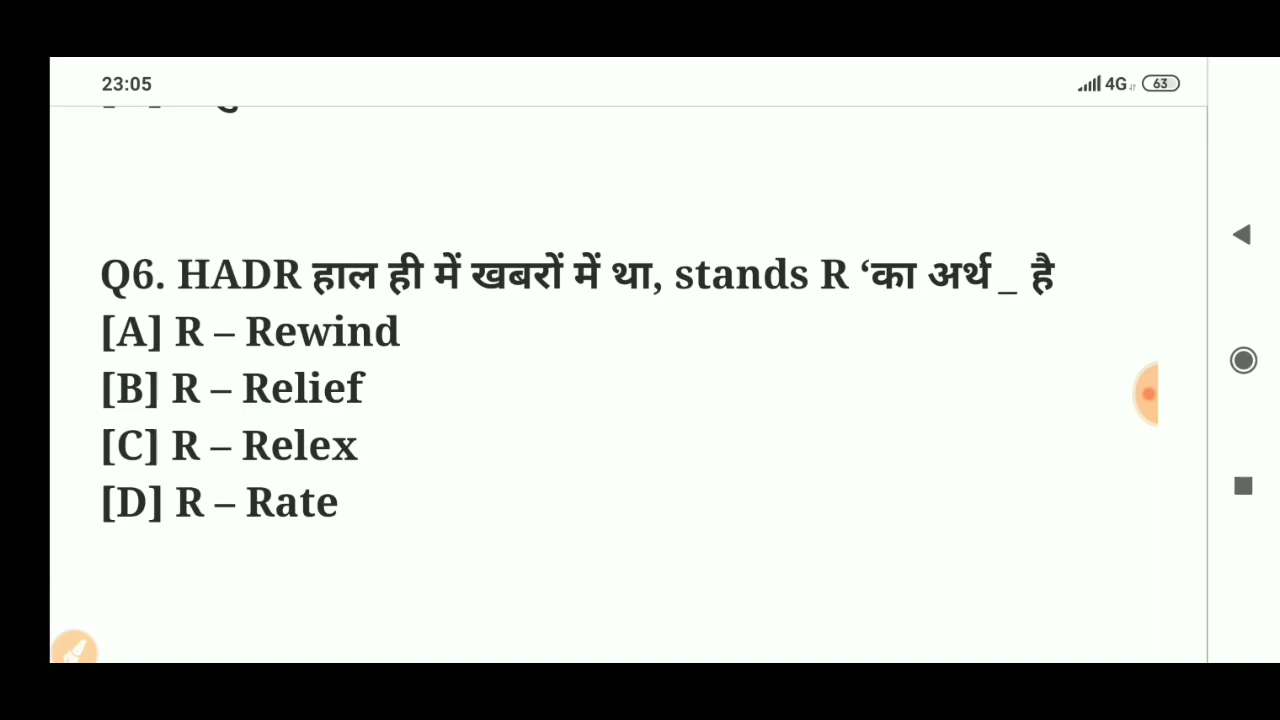 23:05
4G 63
Q6. HADR हाल ही में खबरों में था, stands R ‘का अर्थ _ है
[A] R – Rewind
[B] R – Relief
[C] R – Relex
[D] R – Rate